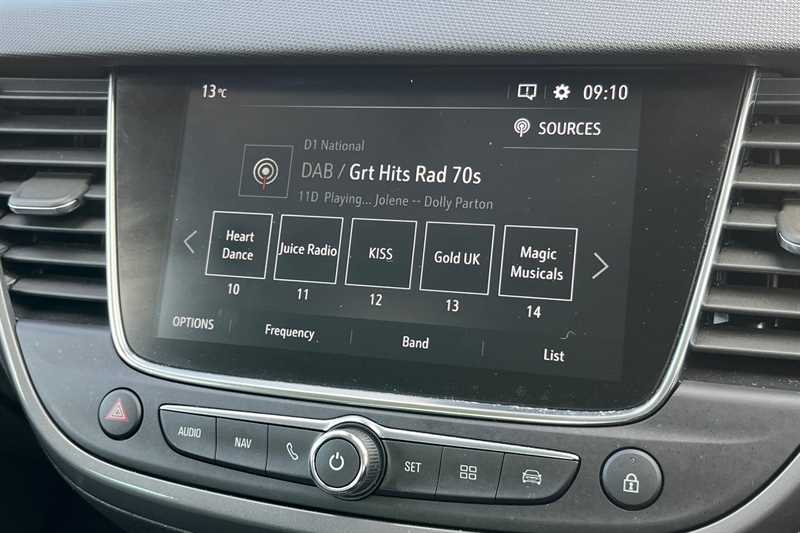 13°C
09:10
SOURCES
D1 National
DAB / Grt Hits Rad 70s
11D Playing... Jolene -- Dolly Parton
Heart
Dance
Juice Radio
KISS
Gold UK
Magic
Musicals
10
11
12
13
14
OPTIONS
Frequency
Band
List
AUDIO
NAV
SET